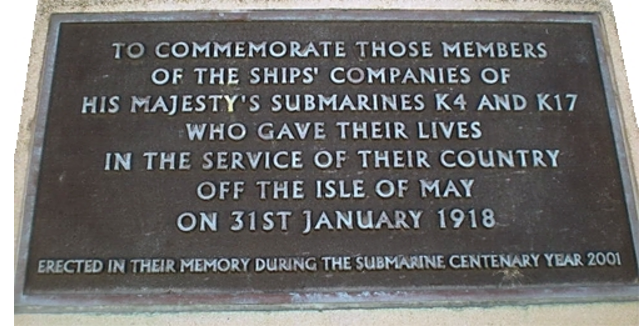 TO COMMEMORATE THOSE MEMBERS
OF THE SHIPS' COMPANIES OF
HIS MAJESTY'S SUBMARINES K4 AND K17
WHO GAVE THEIR LIVES
IN THE SERVICE OF THEIR COUNTRY
OFF THE ISLE OF MAY
ON 31ST JANUARY 1918
ERECTED IN THEIR MEMORY DURING THE SUBMARINE CENTENARY YEAR 2001